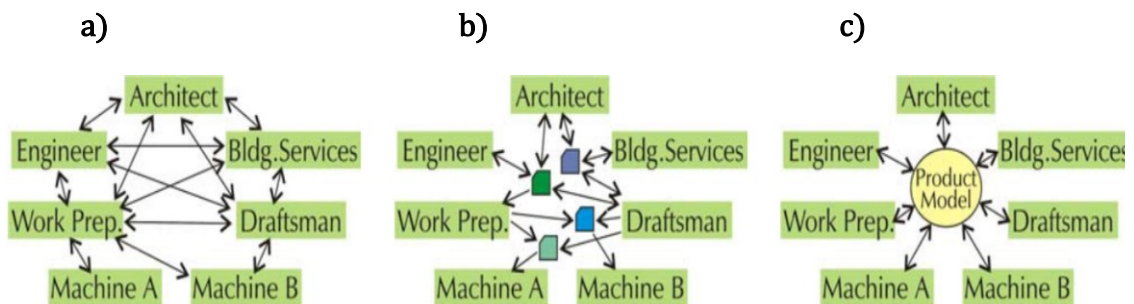 a)
Architect
Engineer
Bldg.Services
Work Prep.
Draftsman
Machine A
Machine B
b)
Architect
Engineer
Bldg.Services
Work Prep.
Draftsman
Machine A
Machine B
c)
Architect
Engineer
Bldg.Services
Product
Model
Work Prep.
Draftsman
Machine A
Machine B